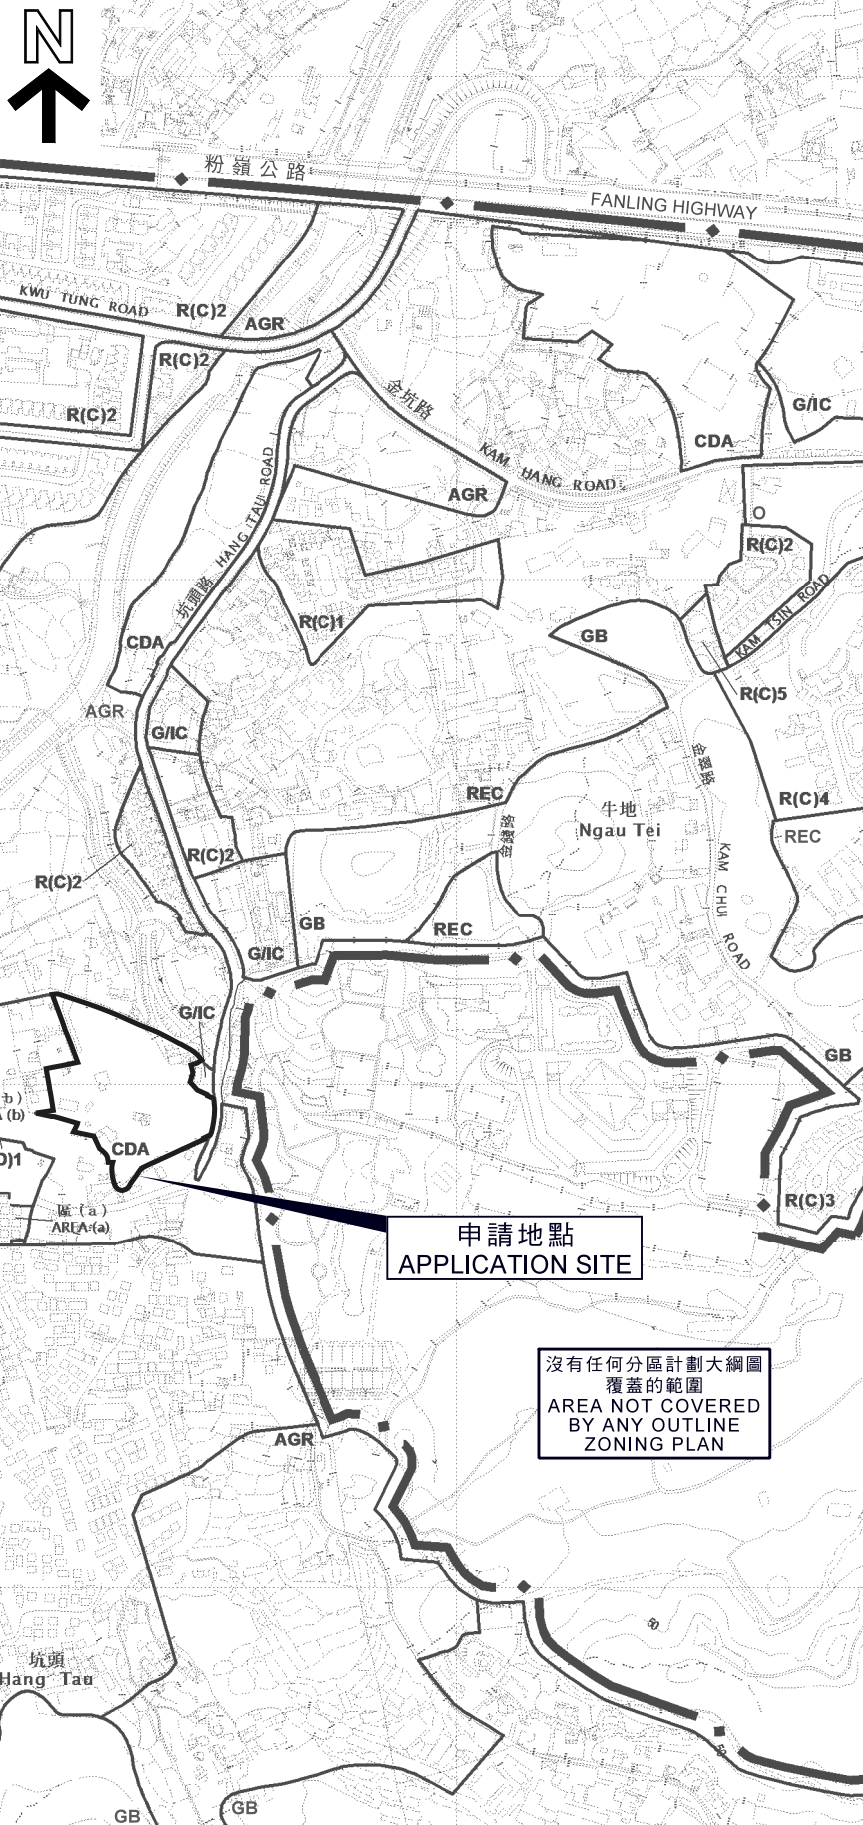 N
粉嶺公路
FANLING HIGHWAY
KWU TUNG ROAD
R(C)2
AGR
R(C)2
R(C)2
金坑路
G/IC
CDA
KAM HANG ROAD
AGR
坑頭路 HANG TAU ROAD
O
R(C)2
R(C)1
KAM TSIN ROAD
GB
CDA
R(C)5
AGR
G/IC
REC
R(C)4
牛地
Ngau Tei
REC
金錢路
R(C)2
R(C)2
KAM CHUI ROAD
GB
REC
G/IC
G/IC
GB
(b)
CDA
)1
R(C)3
區 (a)
AREA (a)
申請地點
APPLICATION SITE
沒有任何分區計劃大綱圖
覆蓋的範圍
AREA NOT COVERED
BY ANY OUTLINE
ZONING PLAN
AGR
50
坑頭
Hang Tau
50
GB
GB